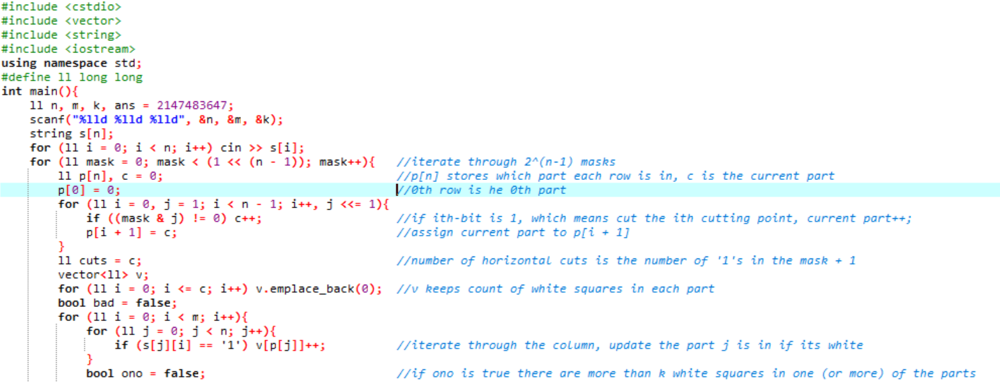 #include <cstdio>
#include <vector>
#include <string>
#include <iostream>
using namespace std;
#define ll long long
int main(){
    ll n, m, k, ans = 2147483647;
    scanf("%lld %lld %lld", &n, &m, &k);
    string s[n];
    for (ll i = 0; i < n; i++) cin >> s[i];
    for (ll mask = 0; mask < (1 << (n - 1)); mask++){   //iterate through 2^(n-1) masks
        ll p[n], c = 0;                                 //p[n] stores which part each row is in, c is the current part
        p[0] = 0;                                       //0th row is he 0th part
        for (ll i = 0, j = 1; i < n - 1; i++, j <<= 1){
            if ((mask & j) != 0) c++;                   //if ith-bit is 1, which means cut the ith cutting point, current part++;
            p[i + 1] = c;                               //assign current part to p[i + 1]
        }
        ll cuts = c;                                    //number of horizontal cuts is the number of '1's in the mask + 1
        vector<ll> v;
        for (ll i = 0; i <= c; i++) v.emplace_back(0);  //v keeps count of white squares in each part
        bool bad = false;
        for (ll i = 0; i < m; i++){
            for (ll j = 0; j < n; j++){
                if (s[j][i] == '1') v[p[j]]++;          //iterate through the column, update the part j is in if its white
            }
            bool ono = false;                           //if ono is true there are more than k white squares in one (or more) of the parts